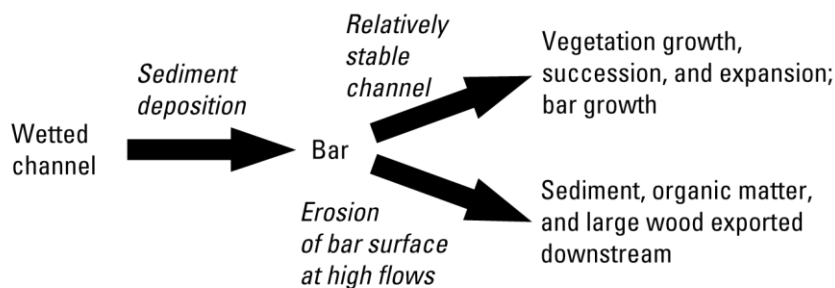 Wetted
channel
Sediment
deposition
Bar
Relatively
stable
channel
Vegetation growth,
succession, and expansion;
bar growth
Erosion
of bar surface
at high flows
Sediment, organic matter,
and large wood exported
downstream